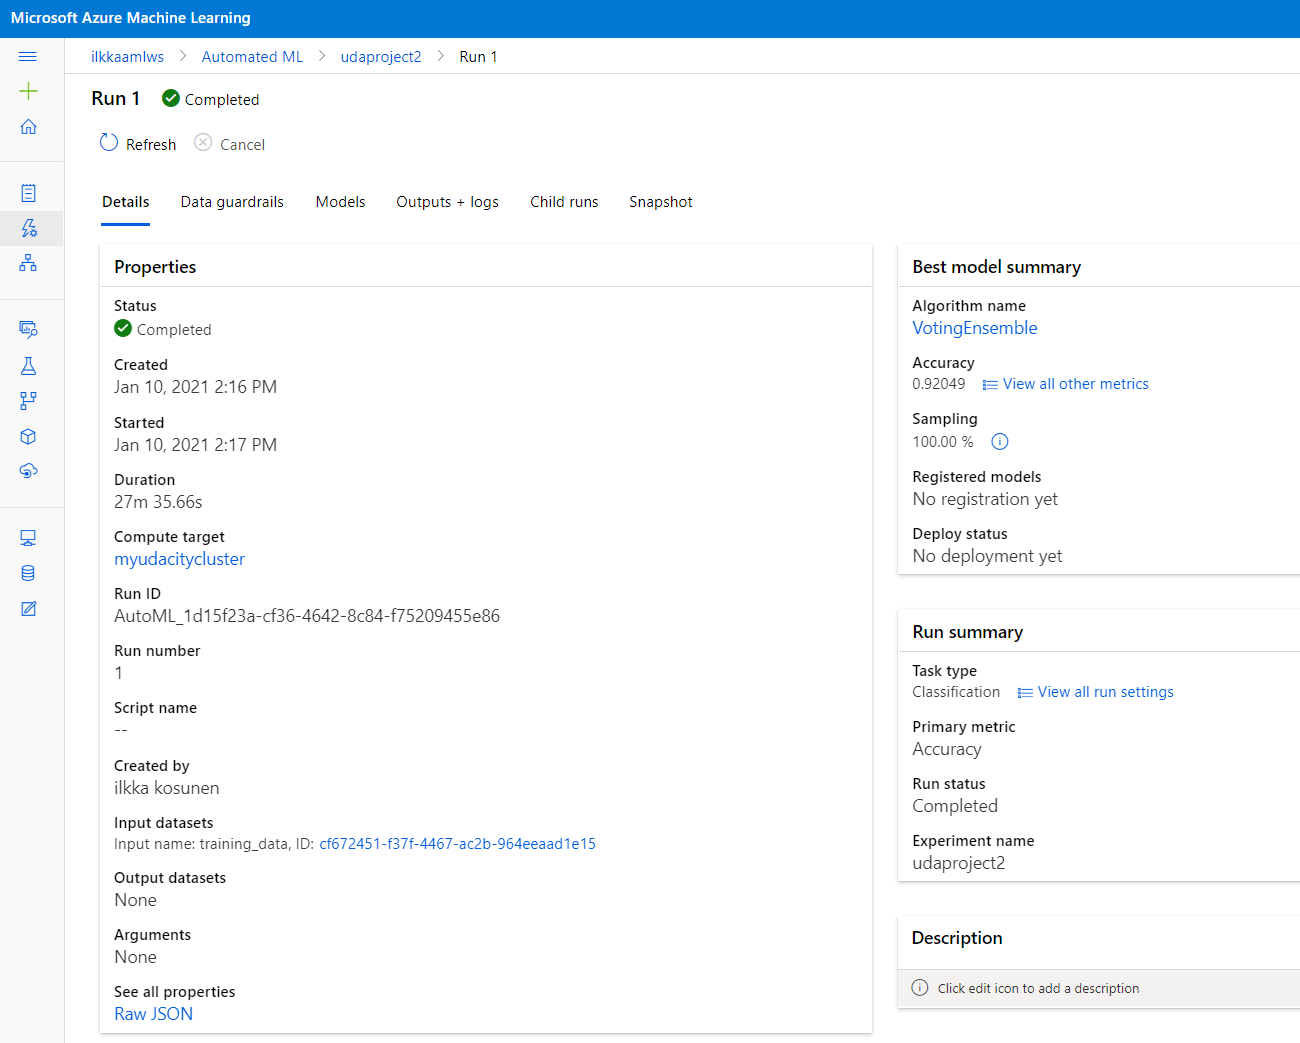 Microsoft Azure Machine Learning
ilkkaamlws > Automated ML > udaproject2 > Run 1
Run 1 Completed
Refresh Cancel
Details Data guardrails Models Outputs + logs Child runs Snapshot
Properties
Status
Completed
Created
Jan 10, 2021 2:16 PM
Started
Jan 10, 2021 2:17 PM
Duration
27m 35.66s
Compute target
myudacitycluster
Run ID
AutoML_1d15f23a-cf36-4642-8c84-f75209455e86
Run number
1
Script name
--
Created by
ilkka kosunen
Input datasets
Input name: training_data, ID: cf672451-f37f-4467-ac2b-964eeaad1e15
Output datasets
None
Arguments
None
See all properties
Raw JSON
Best model summary
Algorithm name
VotingEnsemble
Accuracy
0.92049 View all other metrics
Sampling
100.00 %
Registered models
No registration yet
Deploy status
No deployment yet
Run summary
Task type
Classification View all run settings
Primary metric
Accuracy
Run status
Completed
Experiment name
udaproject2
Description
Click edit icon to add a description